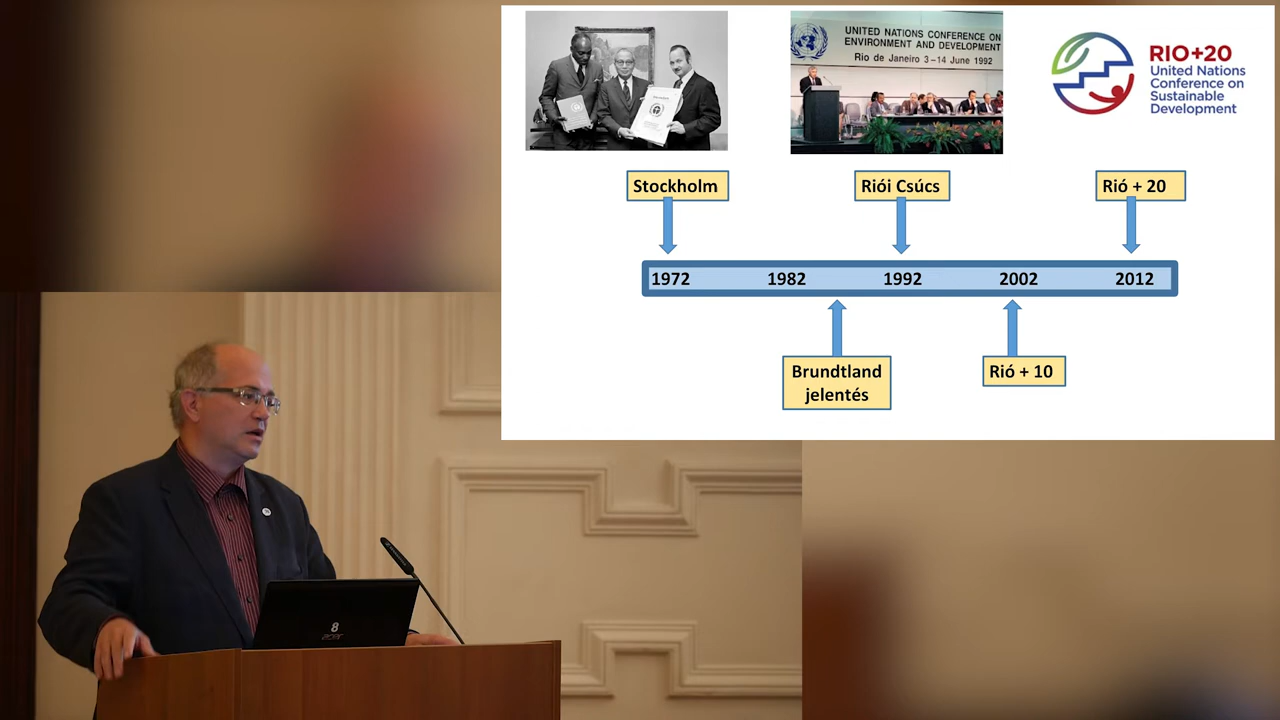 UNITED NATIONS CONFERENCE ON
ENVIRONMENT AND DEVELOPMENT
Rio de Janeiro 3–14 June 1992
RIO+20
United Nations
Conference on
Sustainable
Development
Stockholm
Riói Csúcs
Rió + 20
1972 1982 1992 2002 2012
Brundtland
jelentés
Rió + 10
8